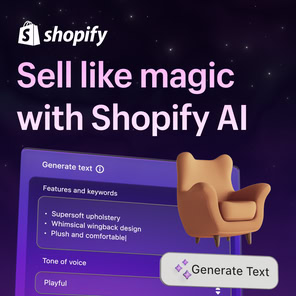 shopify
Sell like magic
with Shopify AI
Generate text
Features and keywords
• Supersoft upholstery
• Whimsical wingback design
• Plush and comfortable
Tone of voice
Playful
Generate Text